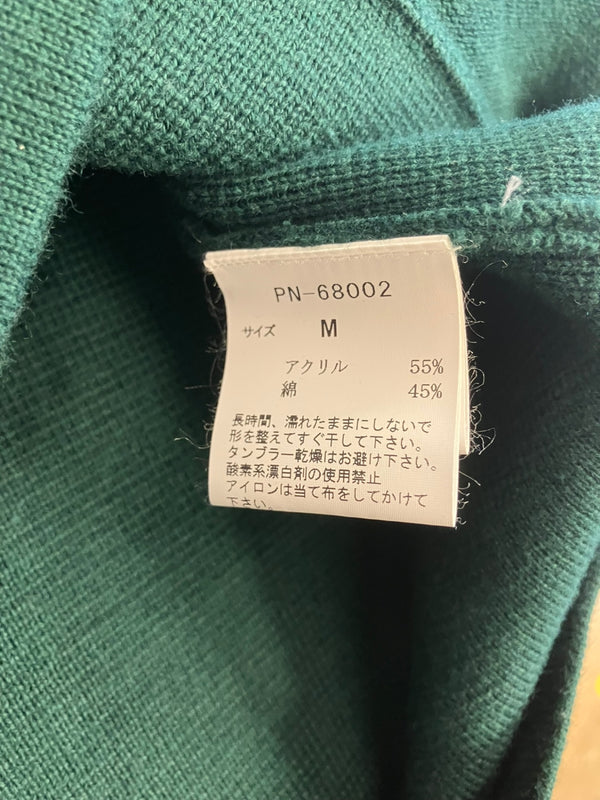 PN-68002
サイズ M
アクリル 55%
綿 45%
長時間、濡れたままにしないで
形を整えてすぐ干して下さい。
タンブラー乾燥はお避け下さい。
酸素系漂白剤の使用禁止
アイロンは当て布をしてかけて
下さい。